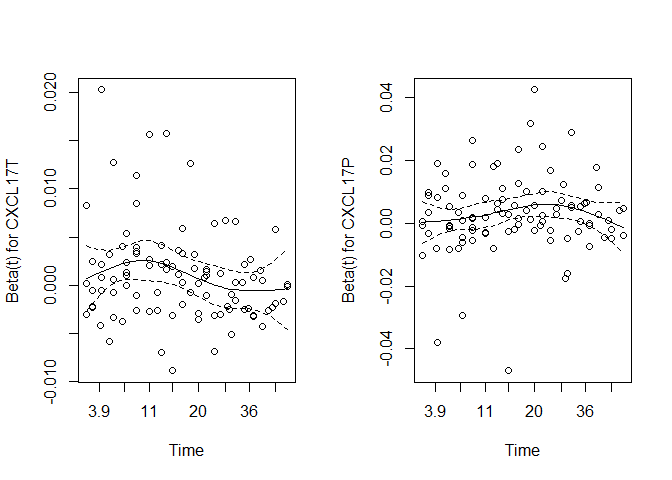 Beta(t) for CXCL17T
0.020
0.010
0.000
-0.010
3.9 11 20 36
Time
Beta(t) for CXCL17P
0.04
0.02
0.00
-0.02
-0.04
3.9 11 20 36
Time